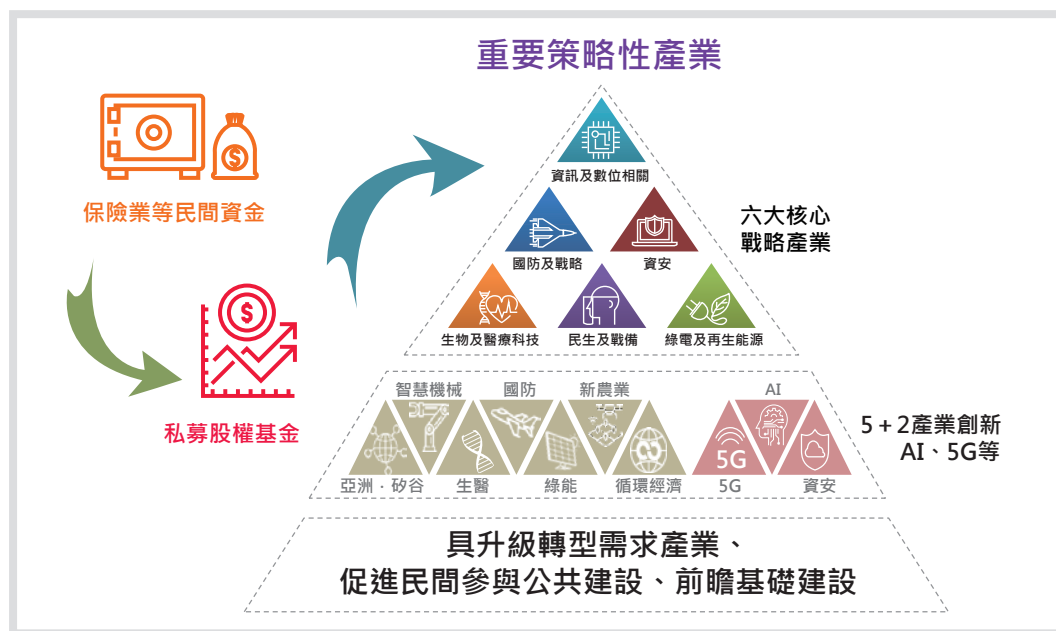 重要策略性產業
保險業等民間資金
私募股權基金
資訊及數位相關
國防及戰略
資安
生物及醫療科技
民生及戰備
綠電及再生能源
六大核心
戰略產業
智慧機械
國防
新農業
AI
5G
亞洲．矽谷
生醫
綠能
循環經濟
5G
資安
5+2產業創新
AI、5G等
具升級轉型需求產業、
促進民間參與公共建設、前瞻基礎建設